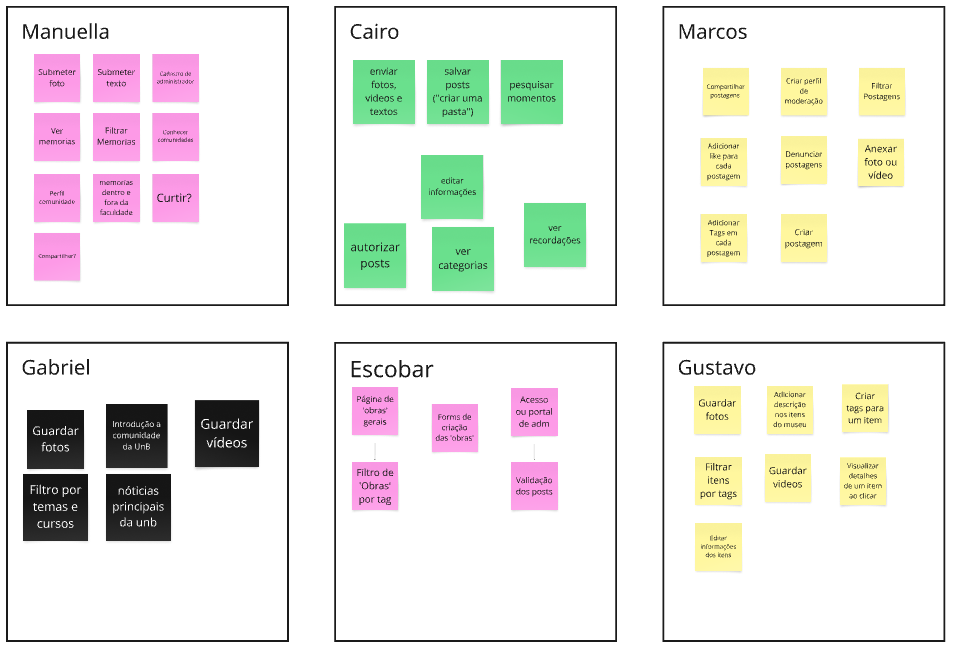 Manuella
Submeter
foto
Submeter
texto
Cadastro de
administrador
Ver
memorias
Filtrar
Memorias
Conhecer
comunidades
Perfil
comunidade
memorias
dentro e
fora da
faculdade
Curtir?
Compartilhar?
Cairo
enviar
fotos,
videos e
textos
salvar
posts
("criar uma
pasta")
pesquisar
momentos
editar
informações
ver
recordações
autorizar
posts
ver
categorias
Marcos
Compartilhar
postagens
Criar perfil
de
moderação
Filtrar
Postagens
Adicionar
like para
cada
postagem
Denunciar
postagens
Anexar
foto ou
vídeo
Adicionar
Tags em
cada
postagem
Criar
postagem
Gabriel
Guardar
fotos
Introdução a
comunidade
da UnB
Guardar
vídeos
Filtro por
temas e
cursos
nóticias
principais
da unb
Escobar
Página de
'obras'
gerais
Forms de
criação
das 'obras'
Acesso
ou portal
de adm
Filtro de
'Obras'
por tag
Validação
dos posts
Gustavo
Guardar
fotos
Adicionar
descrição
nos itens
do museu
Criar
tags para
um item
Filtrar
itens
por tags
Guardar
videos
Visualizar
detalhes
de um item
ao clicar
Editar
informações
dos itens